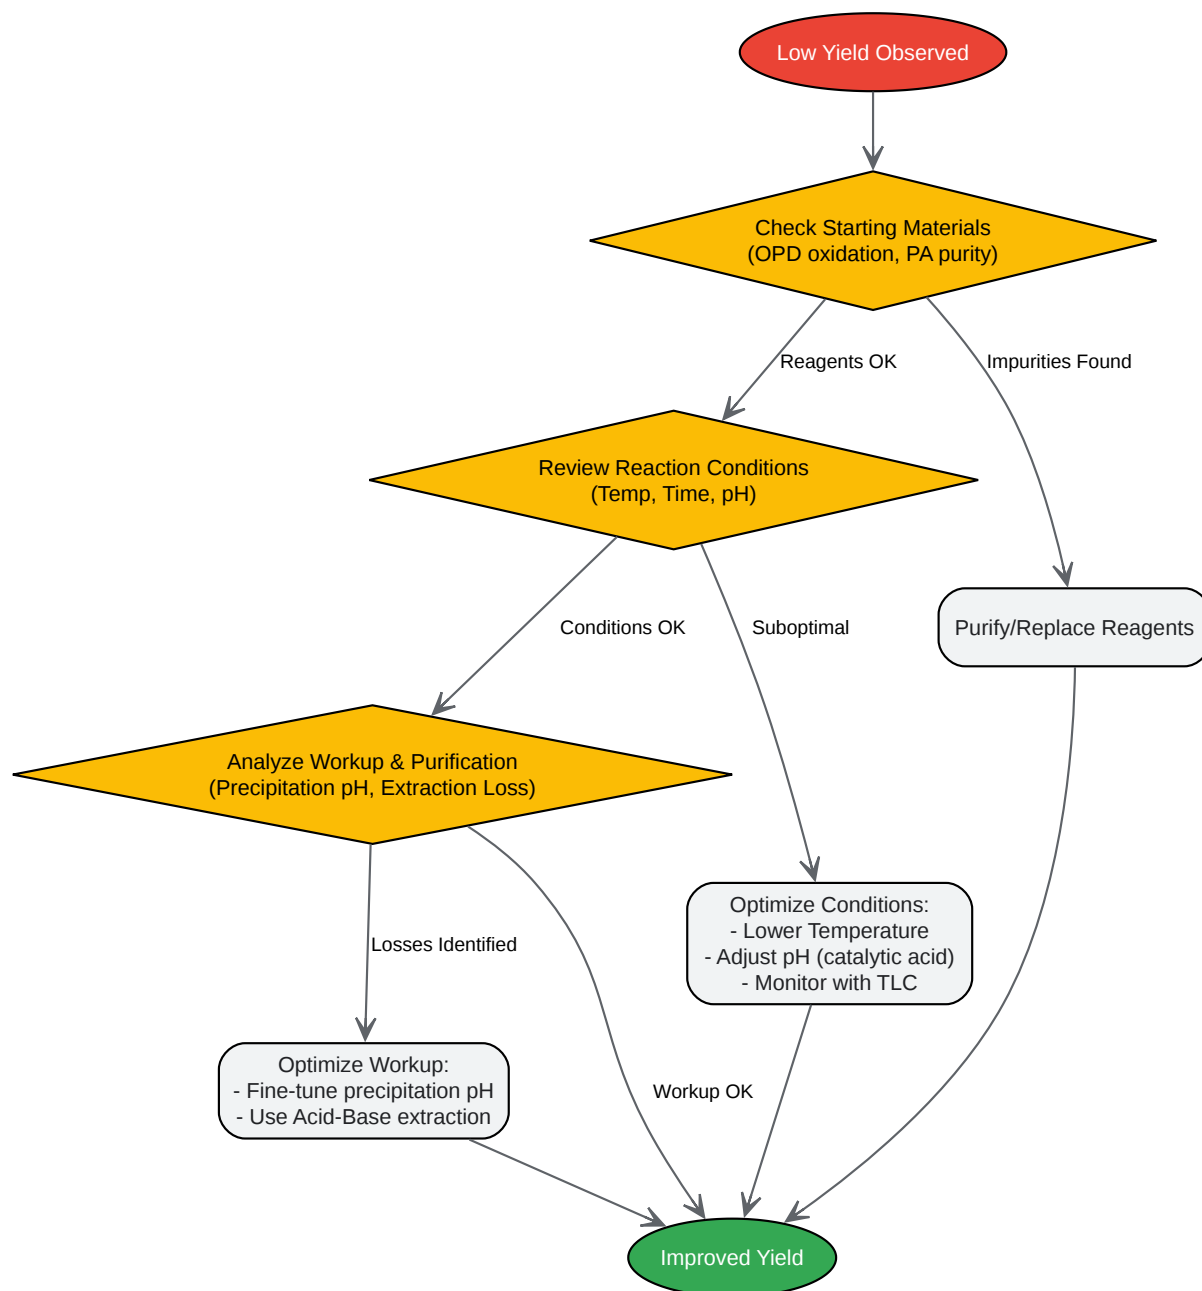 Low Yield Observed
Check Starting Materials
(OPD oxidation, PA purity)
Reagents OK
Impurities Found
Review Reaction Conditions
(Temp, Time, pH)
Conditions OK
Suboptimal
Purify/Replace Reagents
Analyze Workup & Purification
(Precipitation pH, Extraction Loss)
Optimize Conditions:
- Lower Temperature
- Adjust pH (catalytic acid)
- Monitor with TLC
Losses Identified
Optimize Workup:
- Fine-tune precipitation pH
- Use Acid-Base extraction
Workup OK
Improved Yield